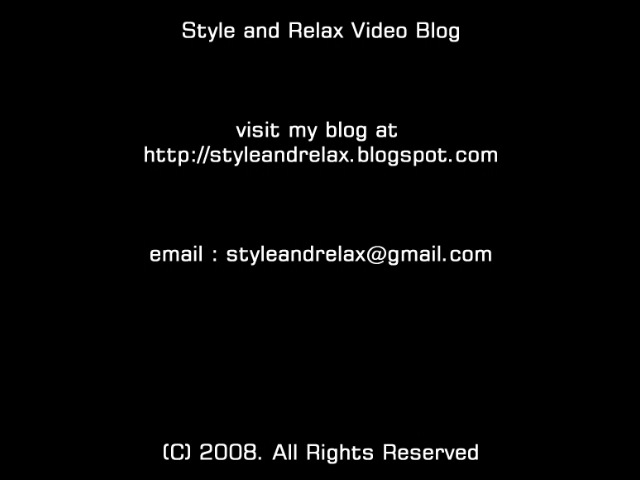 Style and Relax Video Blog
visit my blog at
http://styleandrelax.blogspot.com
email : styleandrelax@gmail.com
(C) 2008. All Rights Reserved